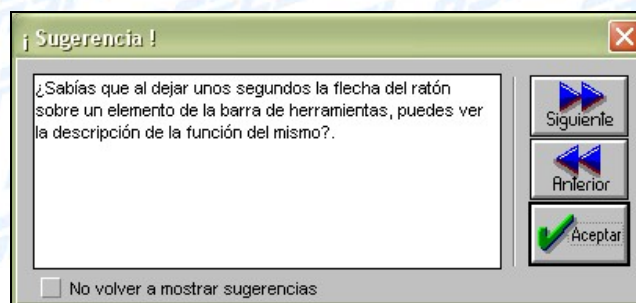 ¡ Sugerencia !
¿Sabías que al dejar unos segundos la flecha del ratón
sobre un elemento de la barra de herramientas, puedes ver
la descripción de la función del mismo?.
Siguiente
Anterior
Aceptar
No volver a mostrar sugerencias